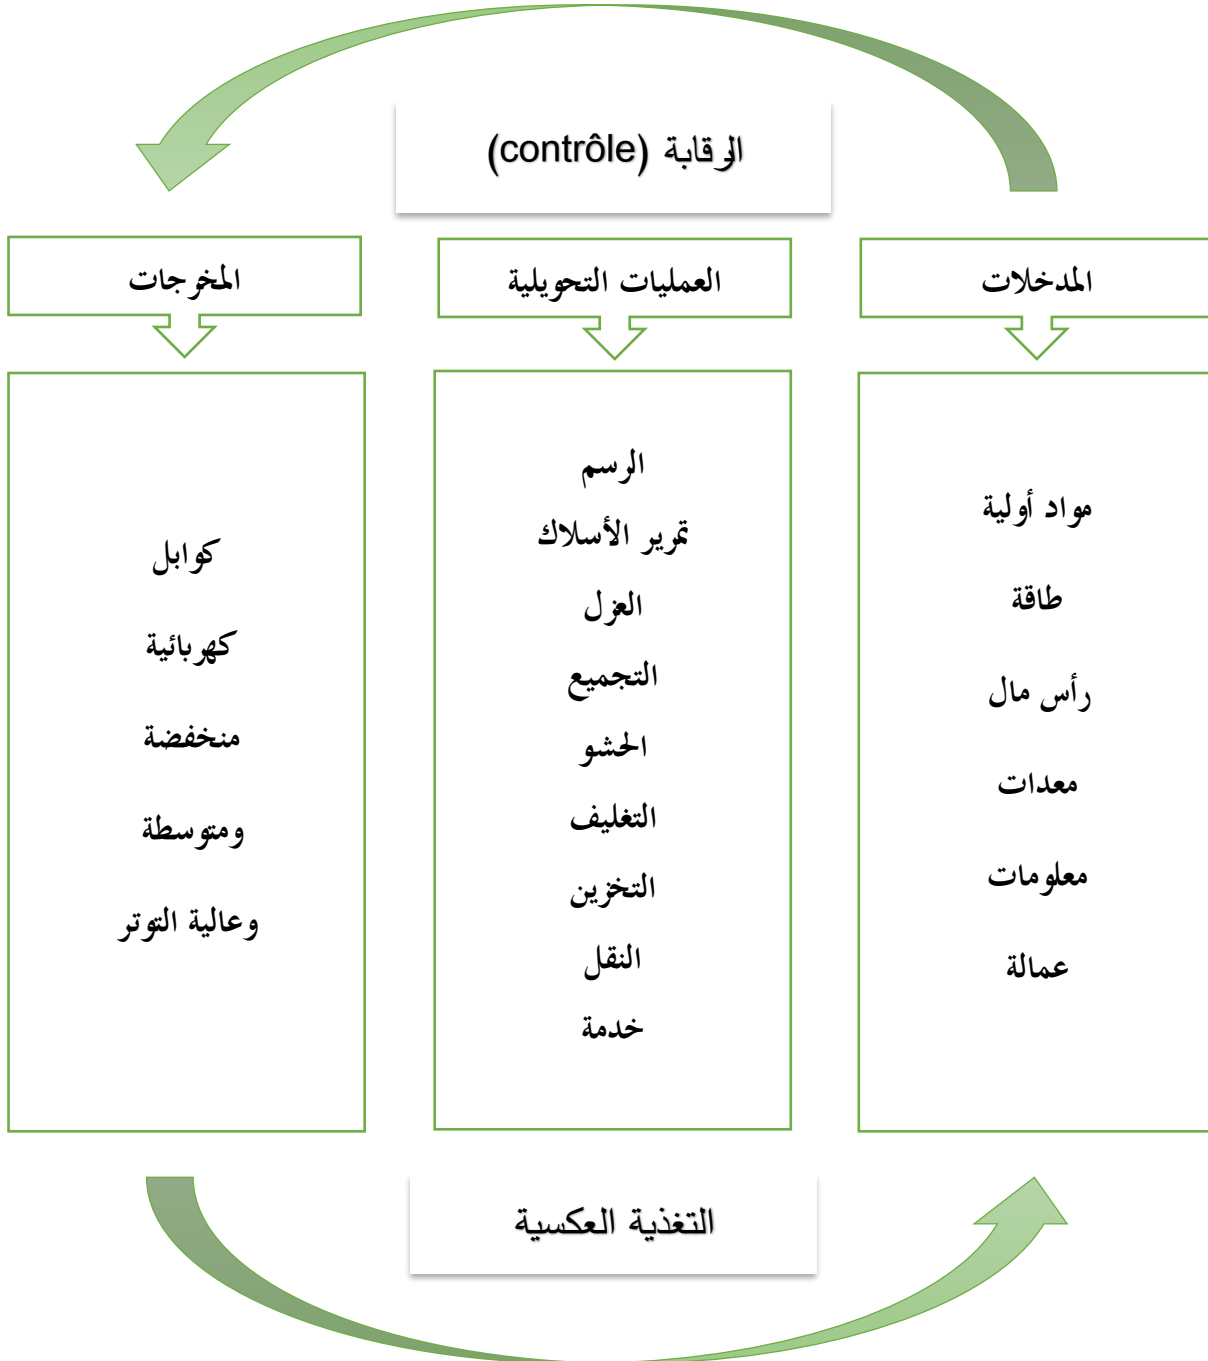 الرقابة (contrôle)
المدخلات
مواد أولية
طاقة
رأس مال
معدات
معلومات
عمالة
العمليات التحويلية
الرسم
تمرير الأسلاك
العزل
التجميع
الحشو
التغليف
التخزين
النقل
خدمة
المخرجات
كوابل
كهربائية
منخفضة
ومتوسطة
وعالية التوتر
التغذية العكسية